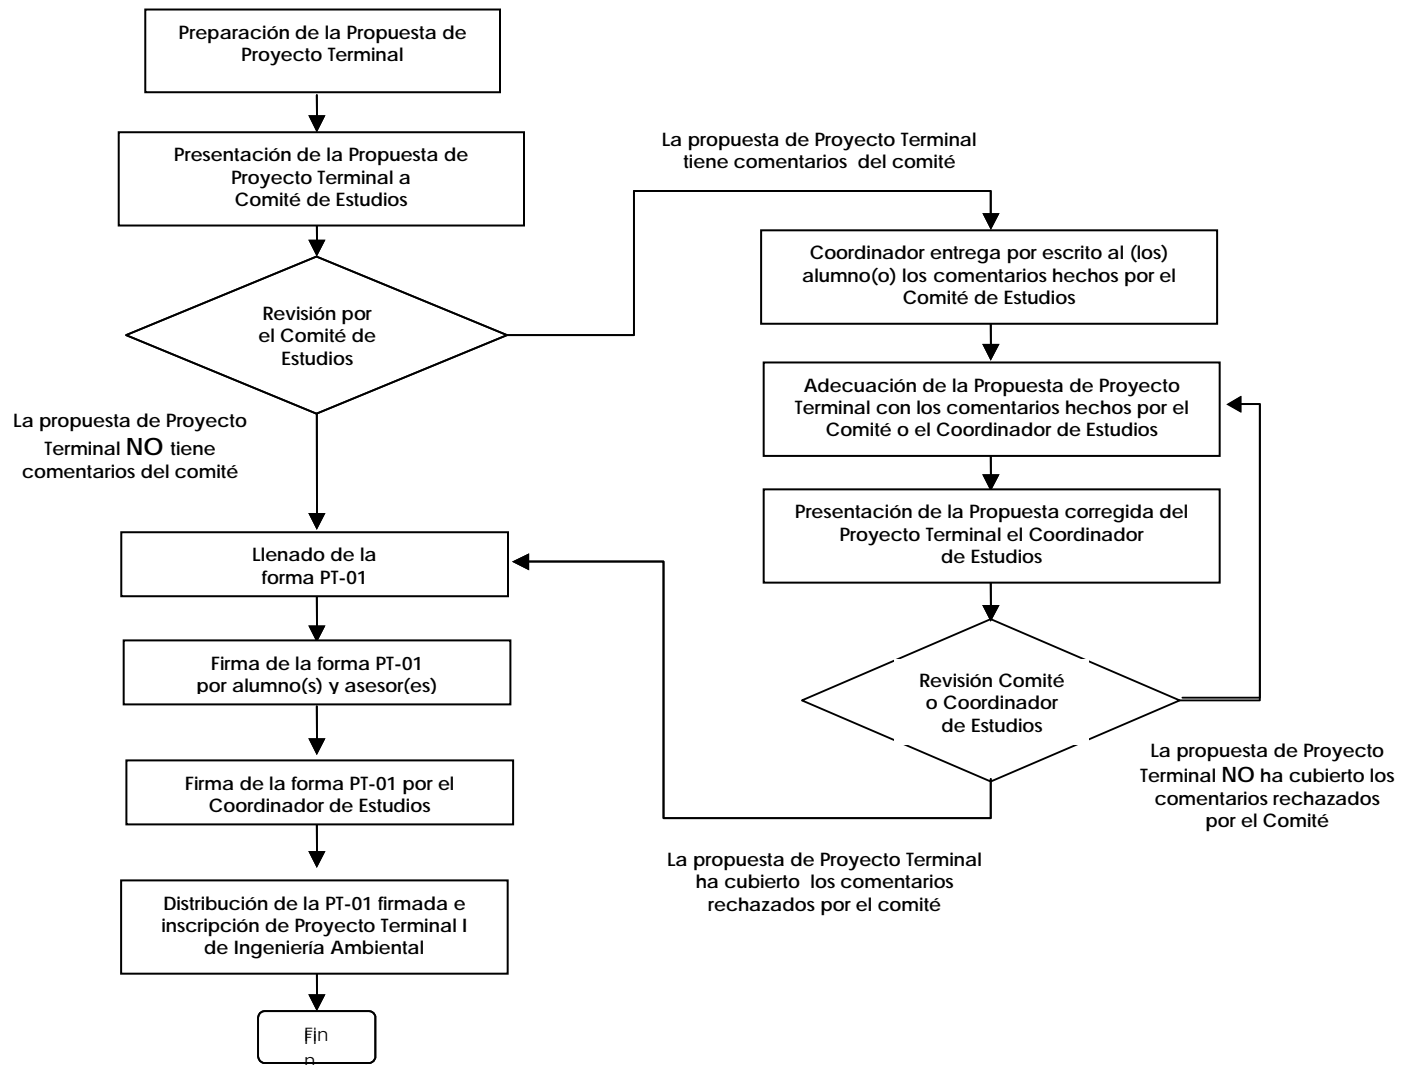 Preparación de la Propuesta de
Proyecto Terminal
Presentación de la Propuesta de
Proyecto Terminal a
Comité de Estudios
Revisión por
el Comité de
Estudios
La propuesta de Proyecto
Terminal NO tiene
comentarios del comité
Llenado de la
forma PT-01
Firma de la forma PT-01
por alumno(s) y asesor(es)
Firma de la forma PT-01 por el
Coordinador de Estudios
Distribución de la PT-01 firmada e
inscripción de Proyecto Terminal I
de Ingeniería Ambiental
Fin
La propuesta de Proyecto Terminal
tiene comentarios del comité
Coordinador entrega por escrito al (los)
alumno(o) los comentarios hechos por el
Comité de Estudios
Adecuación de la Propuesta de Proyecto
Terminal con los comentarios hechos por el
Comité o el Coordinador de Estudios
Presentación de la Propuesta corregida del
Proyecto Terminal el Coordinador
de Estudios
Revisión Comité
o Coordinador
de Estudios
La propuesta de Proyecto
Terminal NO ha cubierto los
comentarios rechazados
por el Comité
La propuesta de Proyecto Terminal
ha cubierto los comentarios
rechazados por el comité